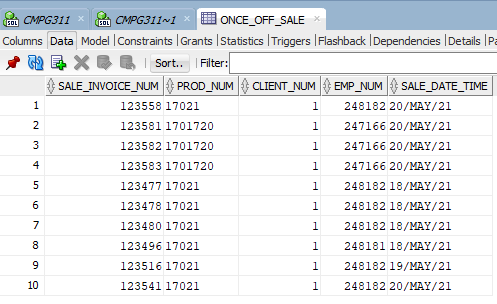 CMPG311 CMPG311~1 ONCE_OFF_SALE
Columns Data Model Constraints Grants Statistics Triggers Flashback Dependencies Details Pa
Sort.. Filter:
SALE_INVOICE_NUM PROD_NUM CLIENT_NUM EMP_NUM SALE_DATE_TIME
1 123558 17021 1 248182 20/MAY/21
2 123581 1701720 1 247166 20/MAY/21
3 123582 1701720 1 247166 20/MAY/21
4 123583 1701720 1 247166 20/MAY/21
5 123477 17021 1 248182 18/MAY/21
6 123478 17021 1 248182 18/MAY/21
7 123480 17021 1 248182 18/MAY/21
8 123496 17021 1 248181 18/MAY/21
9 123516 17021 1 248182 19/MAY/21
10 123541 17021 1 248182 20/MAY/21